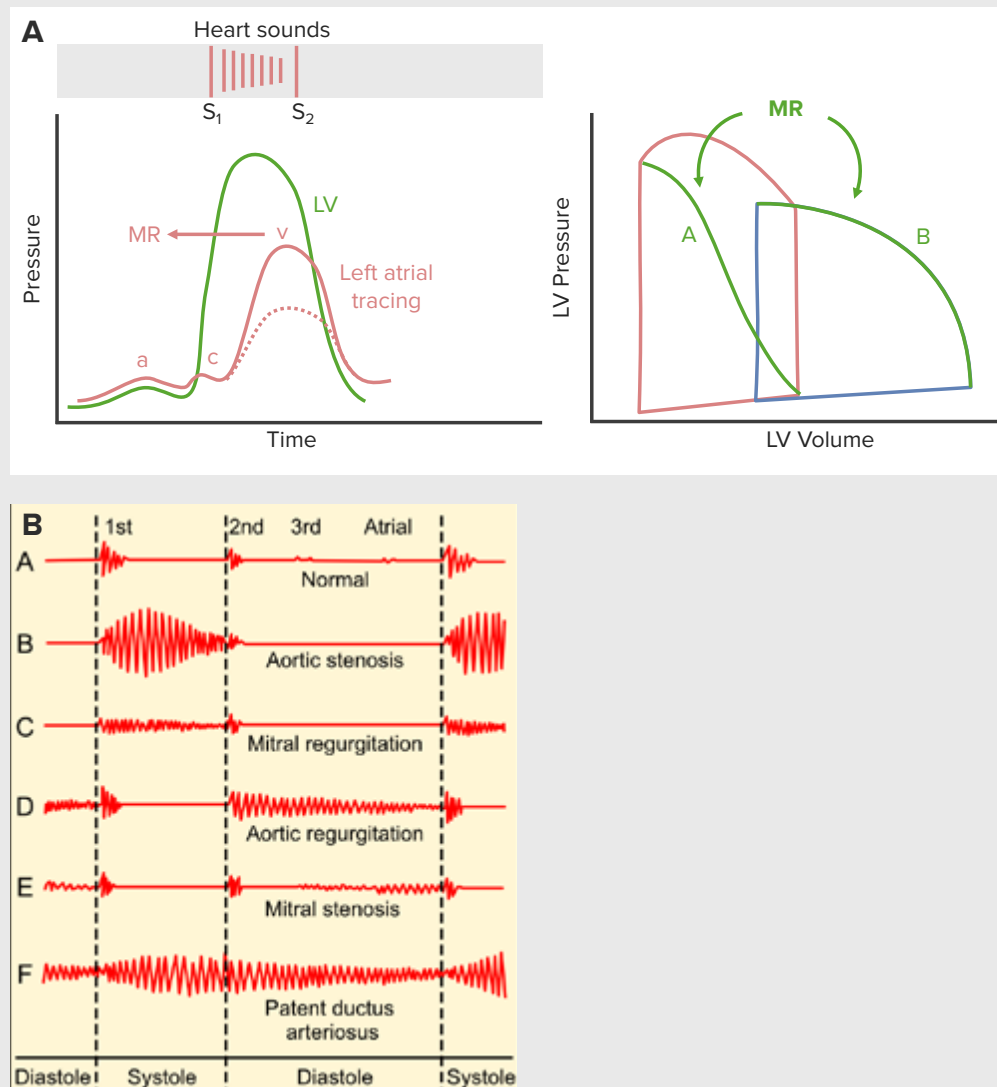 A
Heart sounds
S₁
S₂
Pressure
LV
MR
v
Left atrial
tracing
a
c
Time
MR
LV Pressure
A
B
LV Volume
B
1st 2nd 3rd Atrial
A
Normal
B
Aortic stenosis
C
Mitral regurgitation
D
Aortic regurgitation
E
Mitral stenosis
F
Patent ductus
arteriosus
Diastole Systole Diastole Systole